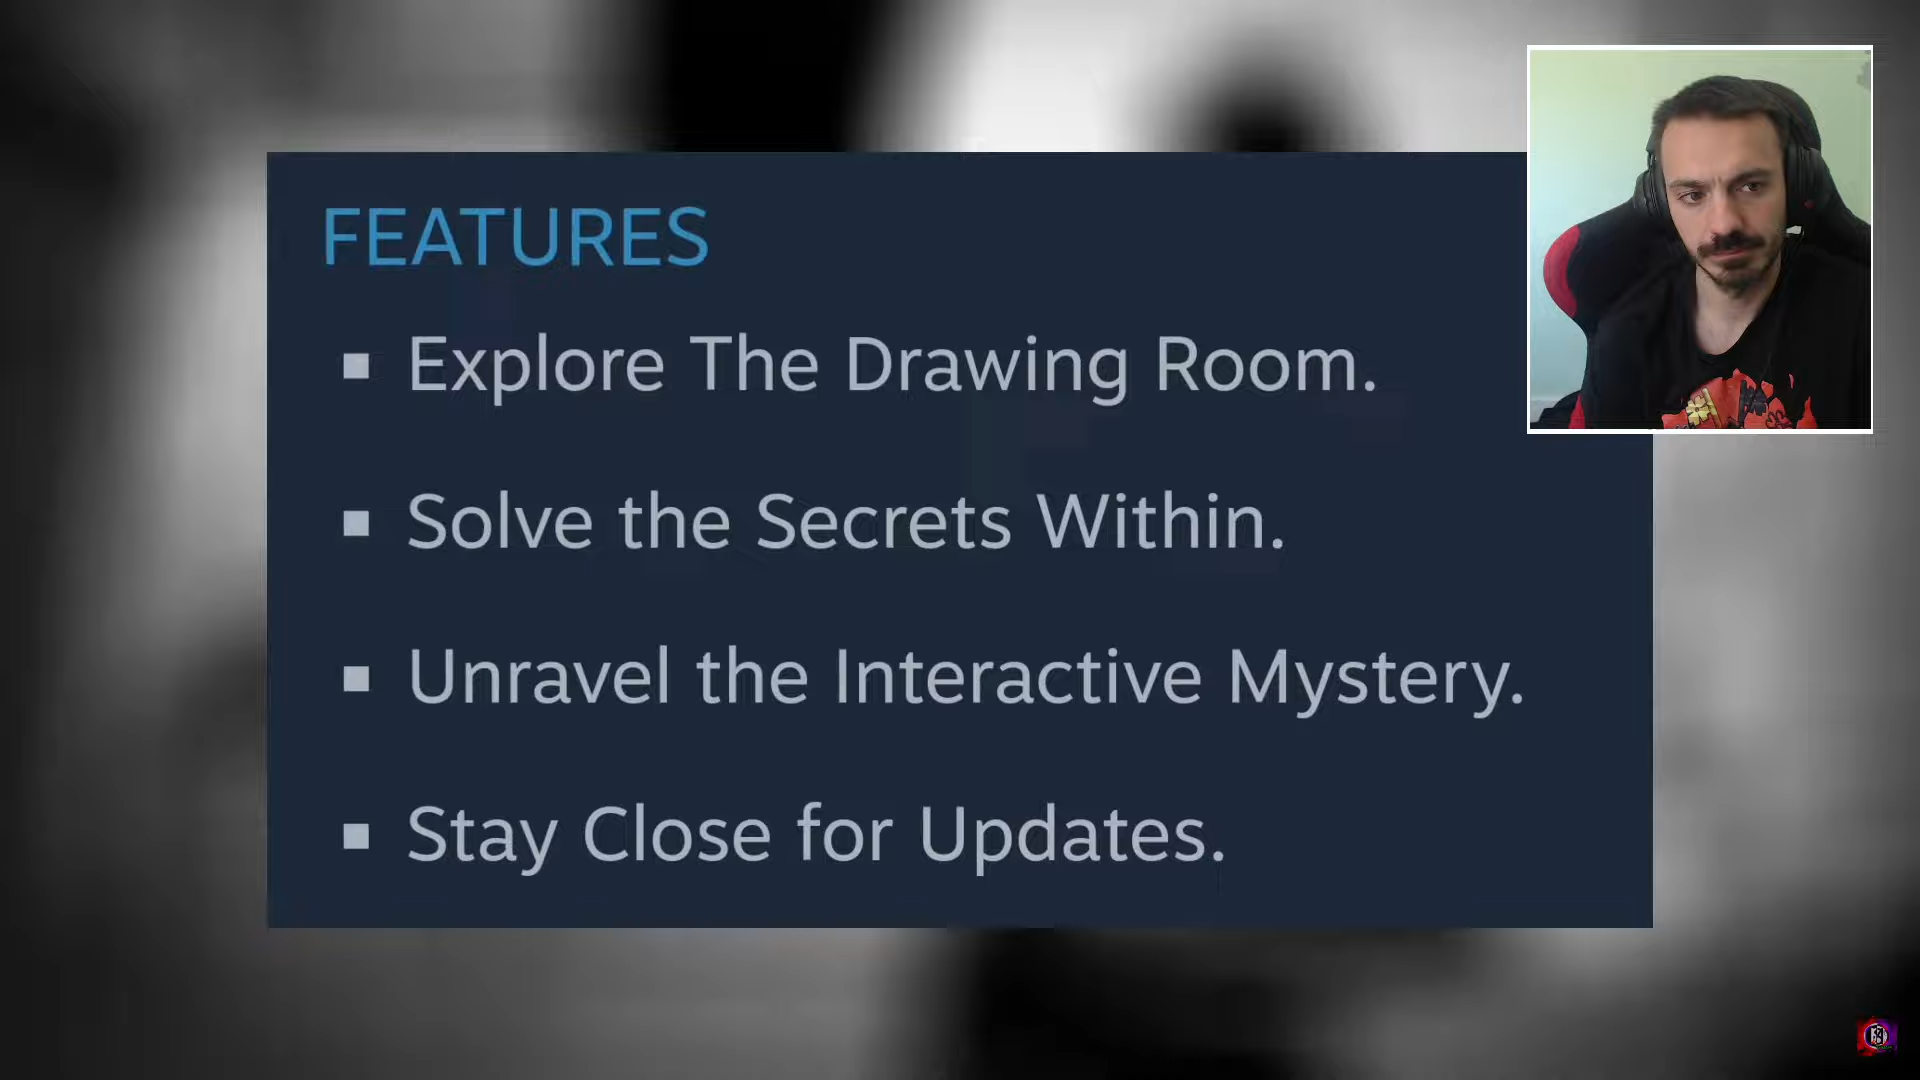 FEATURES
Explore The Drawing Room.
Solve the Secrets Within.
Unravel the Interactive Mystery.
Stay Close for Updates.